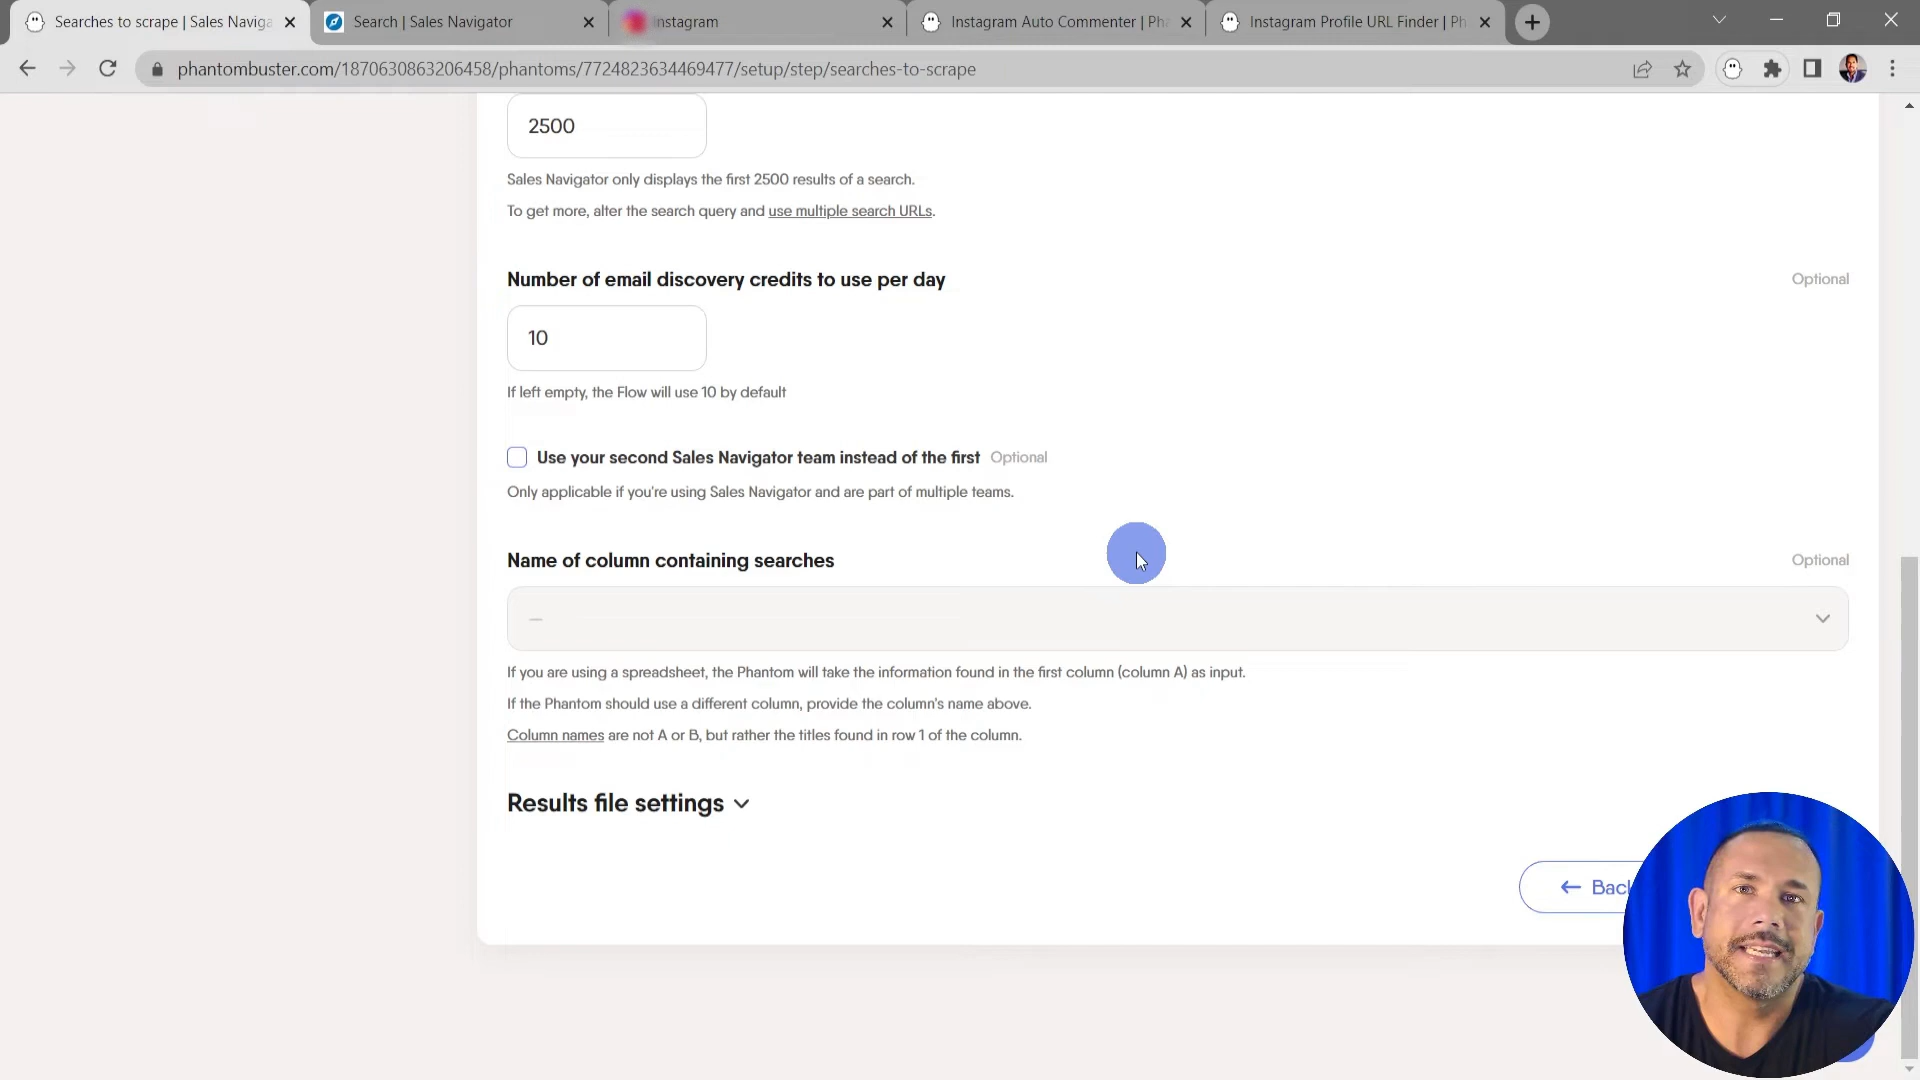 Searches to scrape | Sales Naviga
Search | Sales Navigator
Instagram
Instagram Auto Commenter | Pha
Instagram Profile URL Finder | Ph
phantombuster.com/1870630863206458/phantoms/7724823634469477/setup/step/searches-to-scrape
2500
Sales Navigator only displays the first 2500 results of a search.
To get more, alter the search query and use multiple search URLs.
Number of email discovery credits to use per day
Optional
10
If left empty, the Flow will use 10 by default
Use your second Sales Navigator team instead of the first Optional
Only applicable if you're using Sales Navigator and are part of multiple teams.
Name of column containing searches
Optional
—
If you are using a spreadsheet, the Phantom will take the information found in the first column (column A) as input.
If the Phantom should use a different column, provide the column's name above.
Column names are not A or B, but rather the titles found in row 1 of the column.
Results file settings
← Back